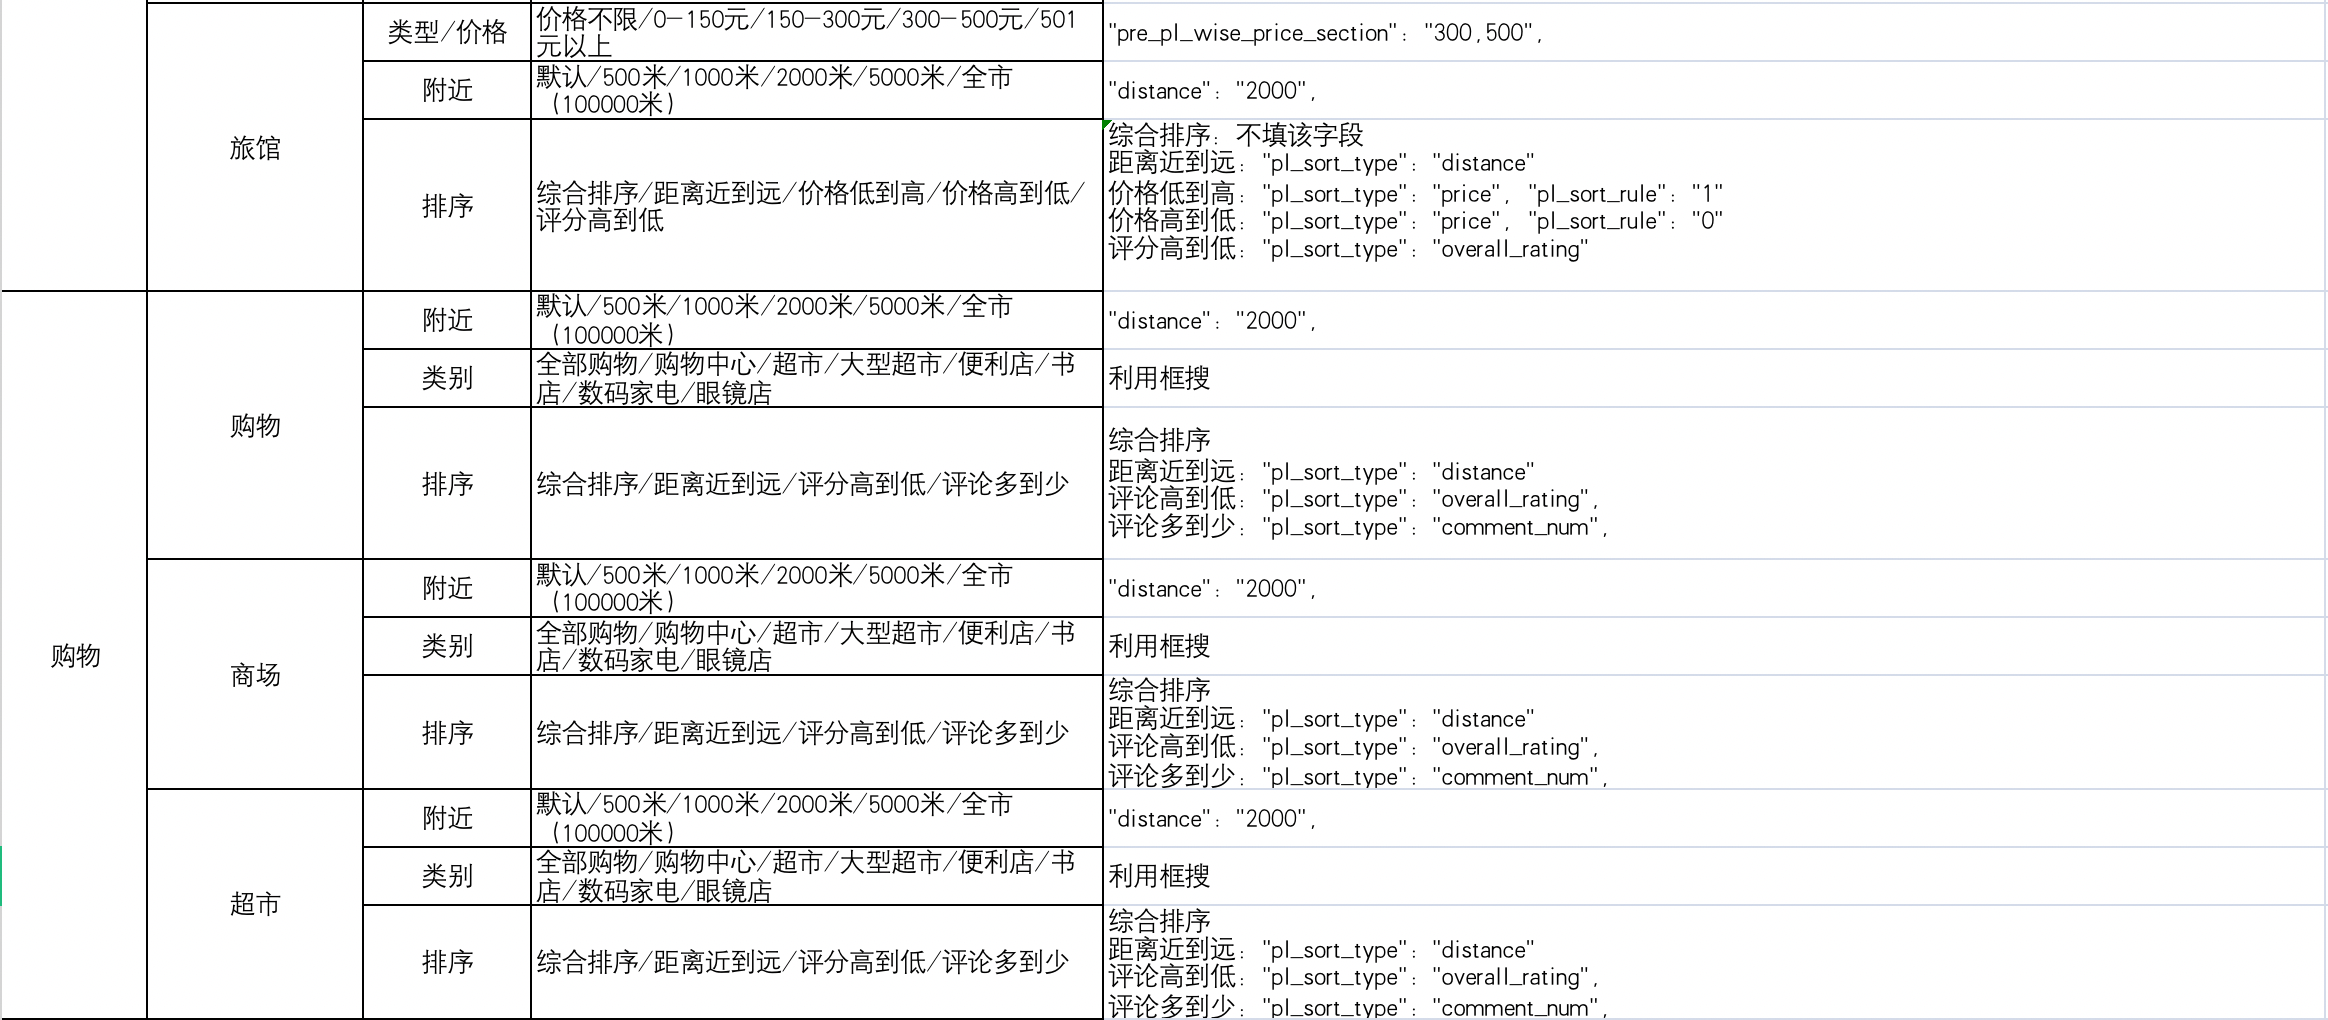 旅馆
类型/价格
价格不限/0-150元/150-300元/300-500元/501
元以上
"pre_pl_wise_price_section": "300,500",
附近
默认/500米/1000米/2000米/5000米/全市
(100000米)
"distance": "2000",
排序
综合排序/距离近到远/价格低到高/价格高到低/
评分高到低
综合排序: 不填该字段
距离近到远: "pl_sort_type": "distance"
价格低到高: "pl_sort_type": "price", "pl_sort_rule": "1"
价格高到低: "pl_sort_type": "price", "pl_sort_rule": "0"
评分高到低: "pl_sort_type": "overall_rating"
购物
购物
附近
默认/500米/1000米/2000米/5000米/全市
(100000米)
"distance": "2000",
类别
全部购物/购物中心/超市/大型超市/便利店/书
店/数码家电/眼镜店
利用框搜
排序
综合排序/距离近到远/评分高到低/评论多到少
综合排序
距离近到远: "pl_sort_type": "distance"
评论高到低: "pl_sort_type": "overall_rating",
评论多到少: "pl_sort_type": "comment_num",
商场
附近
默认/500米/1000米/2000米/5000米/全市
(100000米)
"distance": "2000",
类别
全部购物/购物中心/超市/大型超市/便利店/书
店/数码家电/眼镜店
利用框搜
排序
综合排序/距离近到远/评分高到低/评论多到少
综合排序
距离近到远: "pl_sort_type": "distance"
评论高到低: "pl_sort_type": "overall_rating",
评论多到少: "pl_sort_type": "comment_num",
超市
附近
默认/500米/1000米/2000米/5000米/全市
(100000米)
"distance": "2000",
类别
全部购物/购物中心/超市/大型超市/便利店/书
店/数码家电/眼镜店
利用框搜
排序
综合排序/距离近到远/评分高到低/评论多到少
综合排序
距离近到远: "pl_sort_type": "distance"
评论高到低: "pl_sort_type": "overall_rating",
评论多到少: "pl_sort_type": "comment_num",